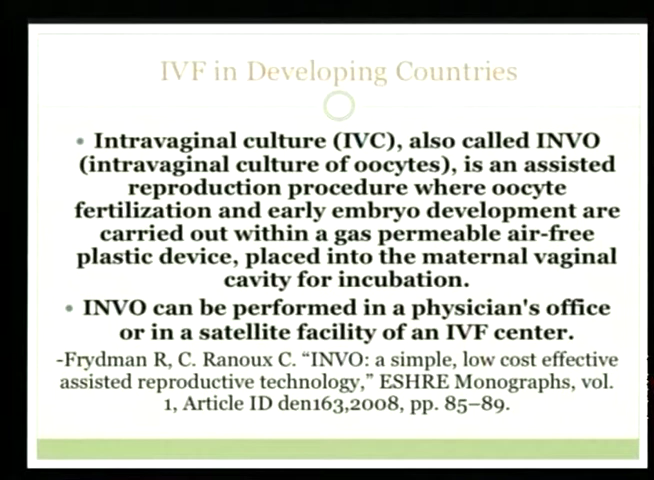 IVF in Developing Countries
• Intravaginal culture (IVC), also called INVO
(intravaginal culture of oocytes), is an assisted
reproduction procedure where oocyte
fertilization and early embryo development are
carried out within a gas permeable air-free
plastic device, placed into the maternal vaginal
cavity for incubation.
• INVO can be performed in a physician's office
or in a satellite facility of an IVF center.
-Frydman R, C. Ranoux C. “INVO: a simple, low cost effective
assisted reproductive technology,” ESHRE Monographs, vol.
1, Article ID den163,2008, pp. 85–89.